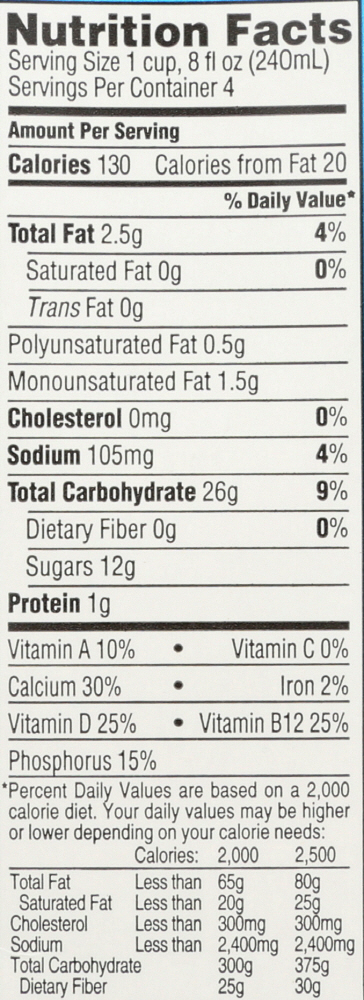 Nutrition Facts
Serving Size 1 cup, 8 fl oz (240mL)
Servings Per Container 4
Amount Per Serving
Calories 130 Calories from Fat 20
% Daily Value*
Total Fat 2.5g 4%
Saturated Fat 0g 0%
Trans Fat 0g
Polyunsaturated Fat 0.5g
Monounsaturated Fat 1.5g
Cholesterol 0mg 0%
Sodium 105mg 4%
Total Carbohydrate 26g 9%
Dietary Fiber 0g 0%
Sugars 12g
Protein 1g
Vitamin A 10% • Vitamin C 0%
Calcium 30% • Iron 2%
Vitamin D 25% • Vitamin B12 25%
Phosphorus 15%
*Percent Daily Values are based on a 2,000
calorie diet. Your daily values may be higher
or lower depending on your calorie needs:
Calories: 2,000 2,500
Total Fat Less than 65g 80g
Saturated Fat Less than 20g 25g
Cholesterol Less than 300mg 300mg
Sodium Less than 2,400mg 2,400mg
Total Carbohydrate 300g 375g
Dietary Fiber 25g 30g